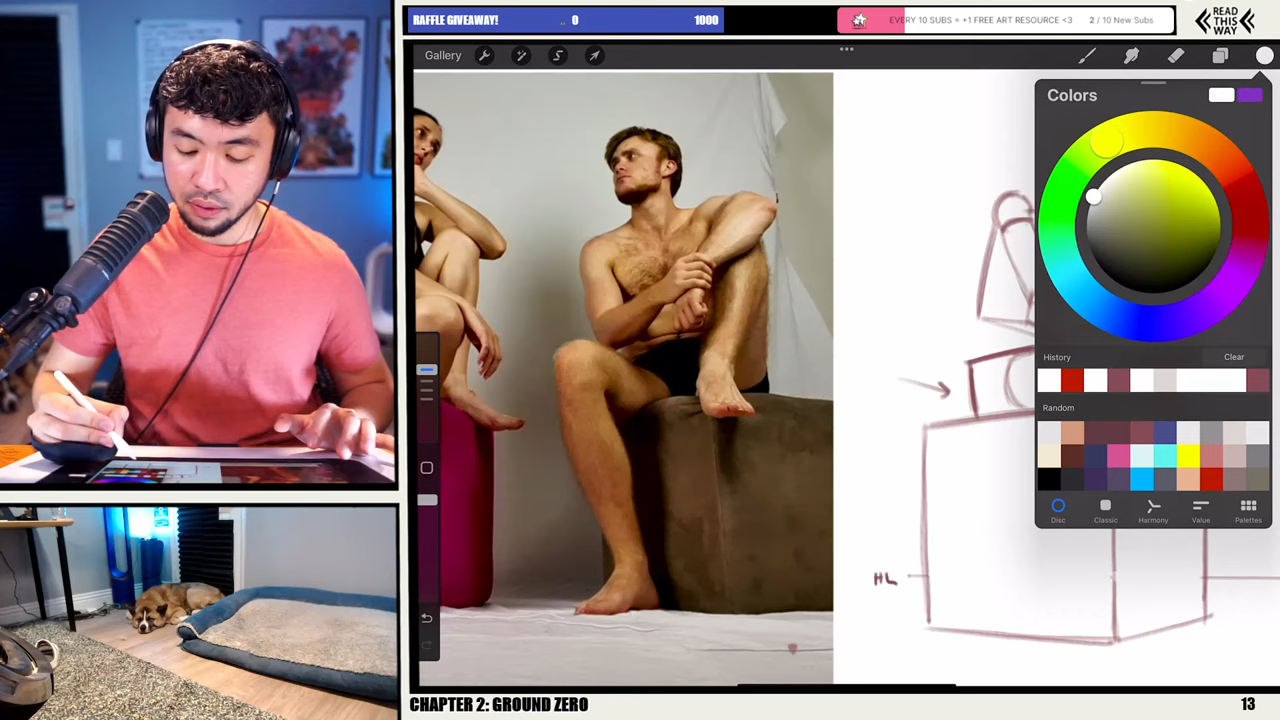 RAFFLE GIVEAWAY!
0
1000
EVERY 10 SUBS = +1 FREE ART RESOURCE <3
2 / 10 New Subs
READ
THIS
WAY
Gallery
Colors
History
Clear
Random
Disc
Classic
Harmony
Value
Palettes
HL
CHAPTER 2: GROUND ZERO
13